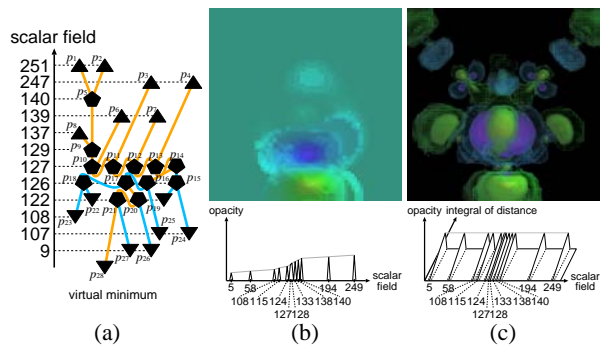 scalar field
251
247
140
139
137
129
127
126
122
108
107
9
p1
p2
p3
p4
p5
p6
p7
p8
p9
p10
p11
p12
p13
p14
p18
p17
p16
p15
p22
p21
p20
p19
p23
p25
p24
p27
p26
p28
virtual minimum
(a)
opacity
scalar field
5 58 124 133 140 249
108 115 138 194
127 128
(b)
opacity integral of distance
scalar field
5 58 124 133 140 249
108 115 138 194
127 128
(c)